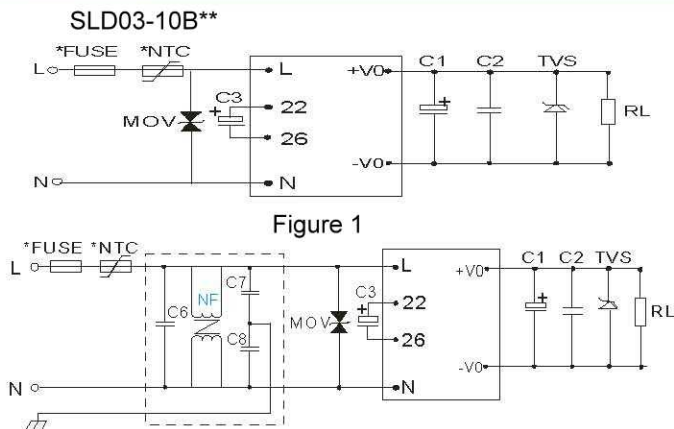 SLD03-10B**
*FUSE *NTC
L L +V0 C1 C2 TVS
C3 22
MOV + + RL
26
N N -V0
Figure 1
*FUSE *NTC
L L +V0 C1 C2 TVS
C7 C3 22
C6 NF MOV + + RL
C8 26
N N -V0